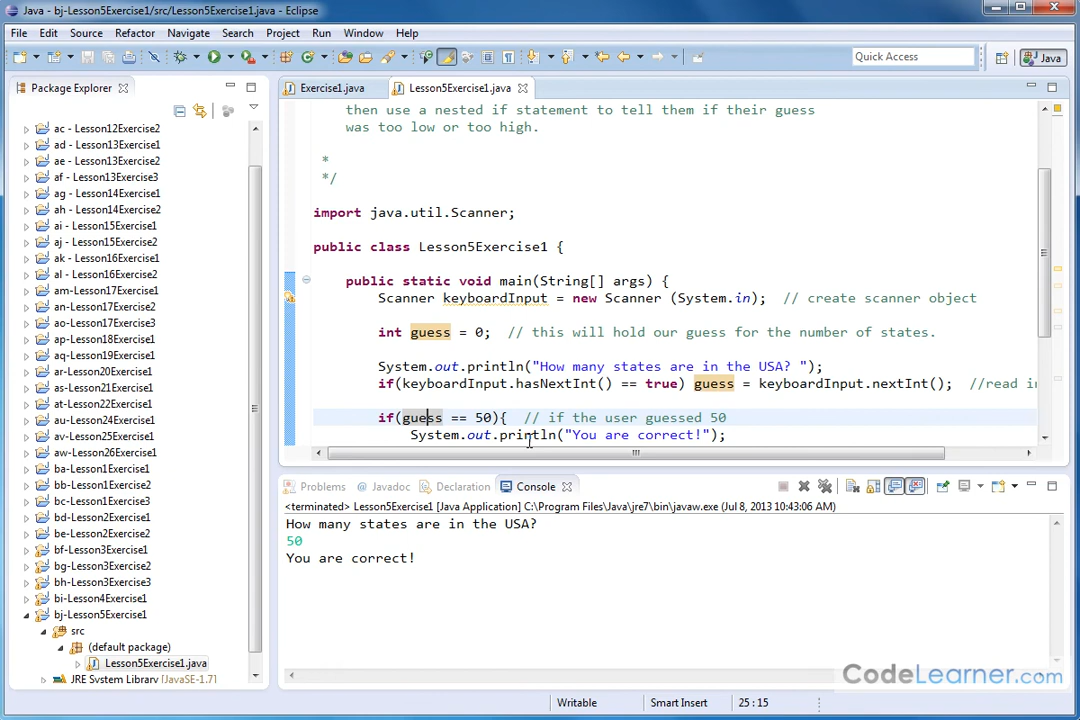 Java - bj-Lesson5Exercise1/src/Lesson5Exercise1.java - Eclipse
File Edit Source Refactor Navigate Search Project Run Window Help
Quick Access
Java
Package Explorer
Exercise1.java
Lesson5Exercise1.java
ac - Lesson12Exercise2
ad - Lesson13Exercise1
ae - Lesson13Exercise2
af - Lesson13Exercise3
ag - Lesson14Exercise1
ah - Lesson14Exercise2
ai - Lesson15Exercise1
aj - Lesson15Exercise2
ak - Lesson16Exercise1
al - Lesson16Exercise2
am-Lesson17Exercise1
an-Lesson17Exercise2
ao-Lesson17Exercise3
ap-Lesson18Exercise1
aq-Lesson19Exercise1
ar-Lesson20Exercise1
as-Lesson21Exercise1
at-Lesson22Exercise1
au-Lesson24Exercise1
av-Lesson25Exercise1
aw-Lesson26Exercise1
ba-Lesson1Exercise1
bb-Lesson1Exercise2
bc-Lesson1Exercise3
bd-Lesson2Exercise1
be-Lesson2Exercise2
bf-Lesson3Exercise1
bg-Lesson3Exercise2
bh-Lesson3Exercise3
bi-Lesson4Exercise1
bj-Lesson5Exercise1
src
(default package)
Lesson5Exercise1.java
JRE System Library [JavaSE-1.7]
then use a nested if statement to tell them if their guess
was too low or too high.
*
*/
import java.util.Scanner;
public class Lesson5Exercise1 {
public static void main(String[] args) {
Scanner keyboardInput = new Scanner (System.in); // create scanner object
int guess = 0; // this will hold our guess for the number of states.
System.out.println("How many states are in the USA? ");
if(keyboardInput.hasNextInt() == true) guess = keyboardInput.nextInt(); //read in
if(guess == 50){ // if the user guessed 50
System.out.println("You are correct!");
Problems
Javadoc
Declaration
Console
<terminated> Lesson5Exercise1 [Java Application] C:\Program Files\Java\jre7\bin\javaw.exe (Jul 8, 2013 10:43:06 AM)
How many states are in the USA?
50
You are correct!
CodeLearner.com
Writable
Smart Insert
25 : 15